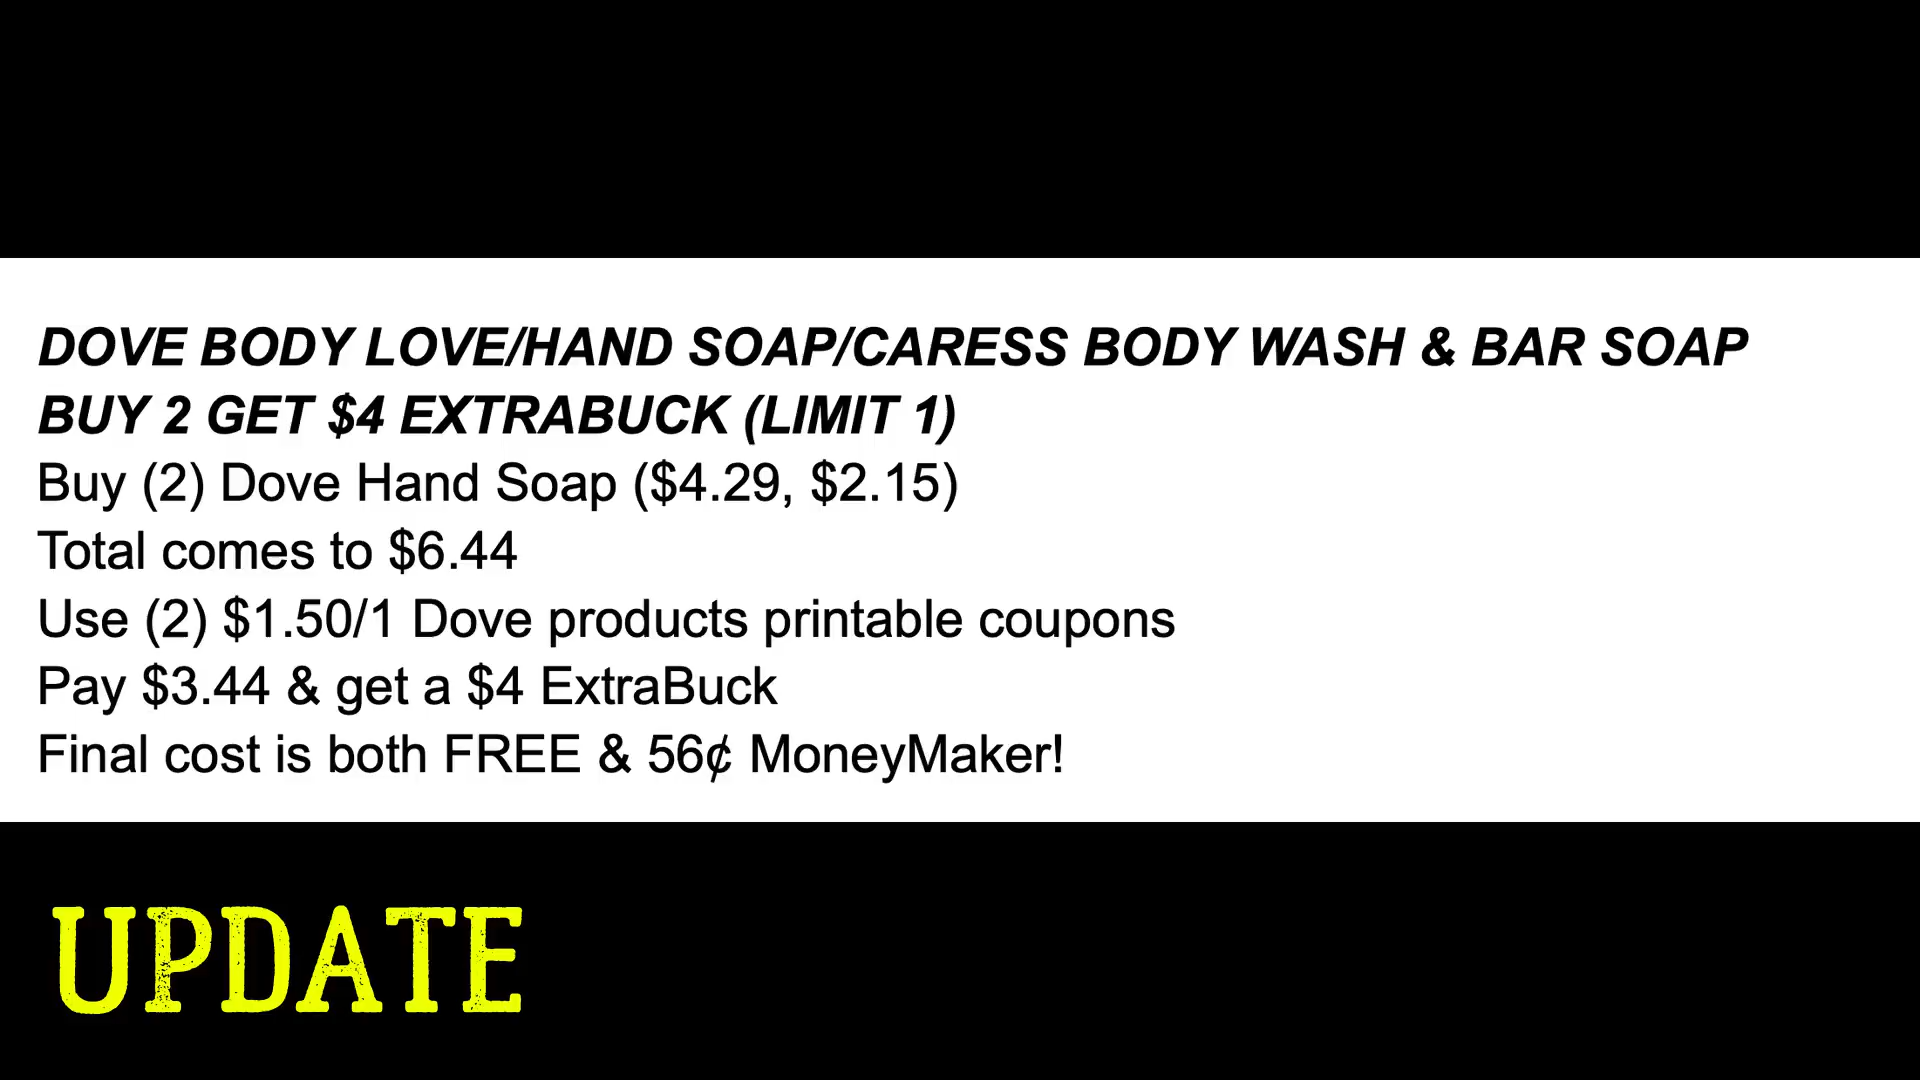 DOVE BODY LOVE/HAND SOAP/CARESS BODY WASH & BAR SOAP
BUY 2 GET $4 EXTRABUCK (LIMIT 1)
Buy (2) Dove Hand Soap ($4.29, $2.15)
Total comes to $6.44
Use (2) $1.50/1 Dove products printable coupons
Pay $3.44 & get a $4 ExtraBuck
Final cost is both FREE & 56¢ MoneyMaker!
UPDATE